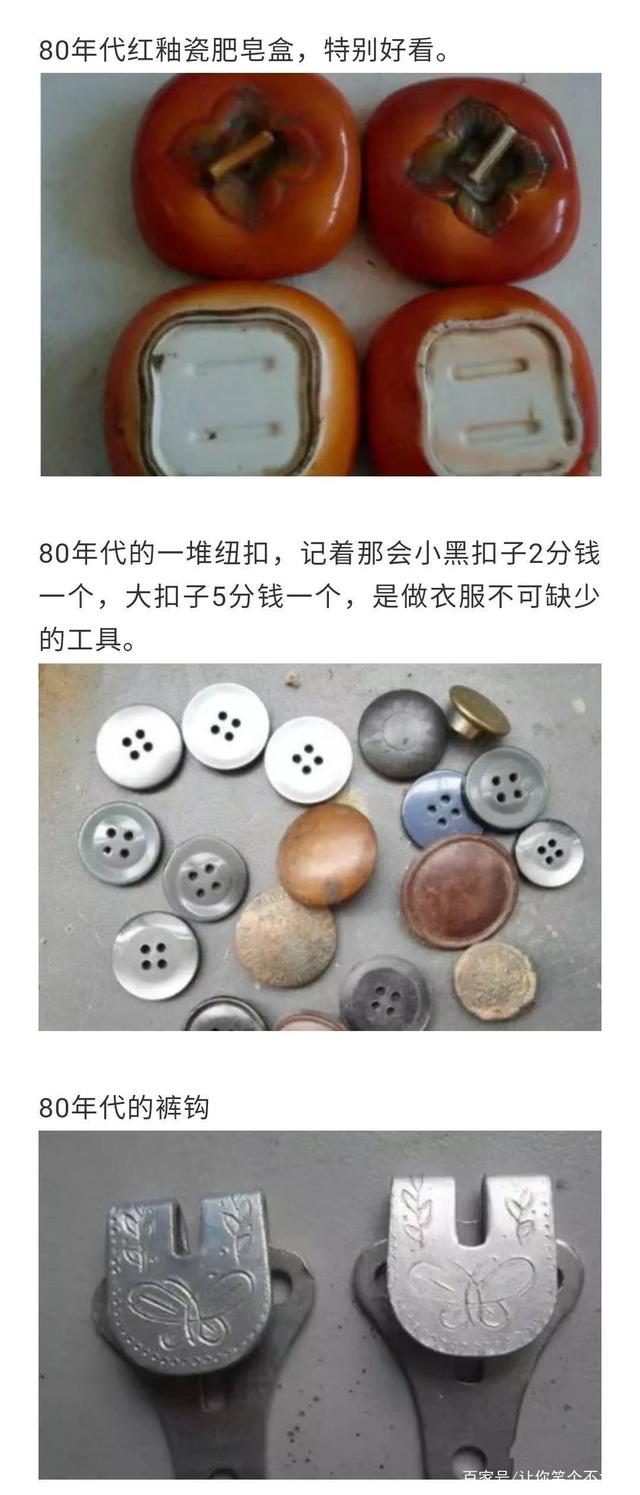 80年代红釉瓷肥皂盒，特别好看。
80年代的一堆纽扣，记着那会小黑扣子2分钱
一个，大扣子5分钱一个，是做衣服不可缺少
的工具。
80年代的裤钩
百家号/让你笑个不